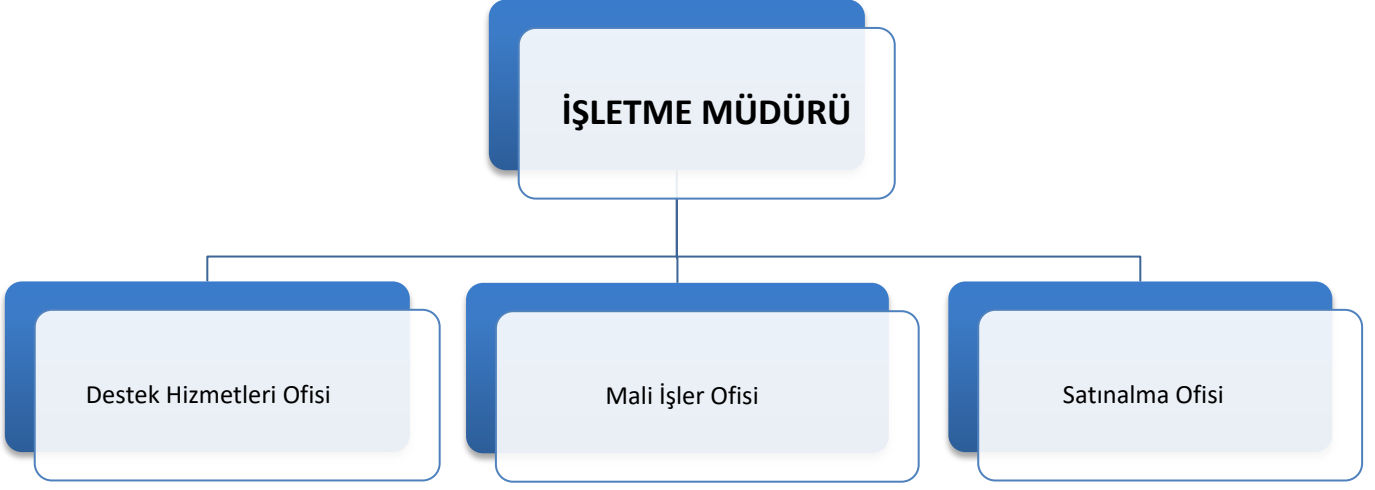 İŞLETME MÜDÜRÜ
Destek Hizmetleri Ofisi
Mali İşler Ofisi
Satınalma Ofisi